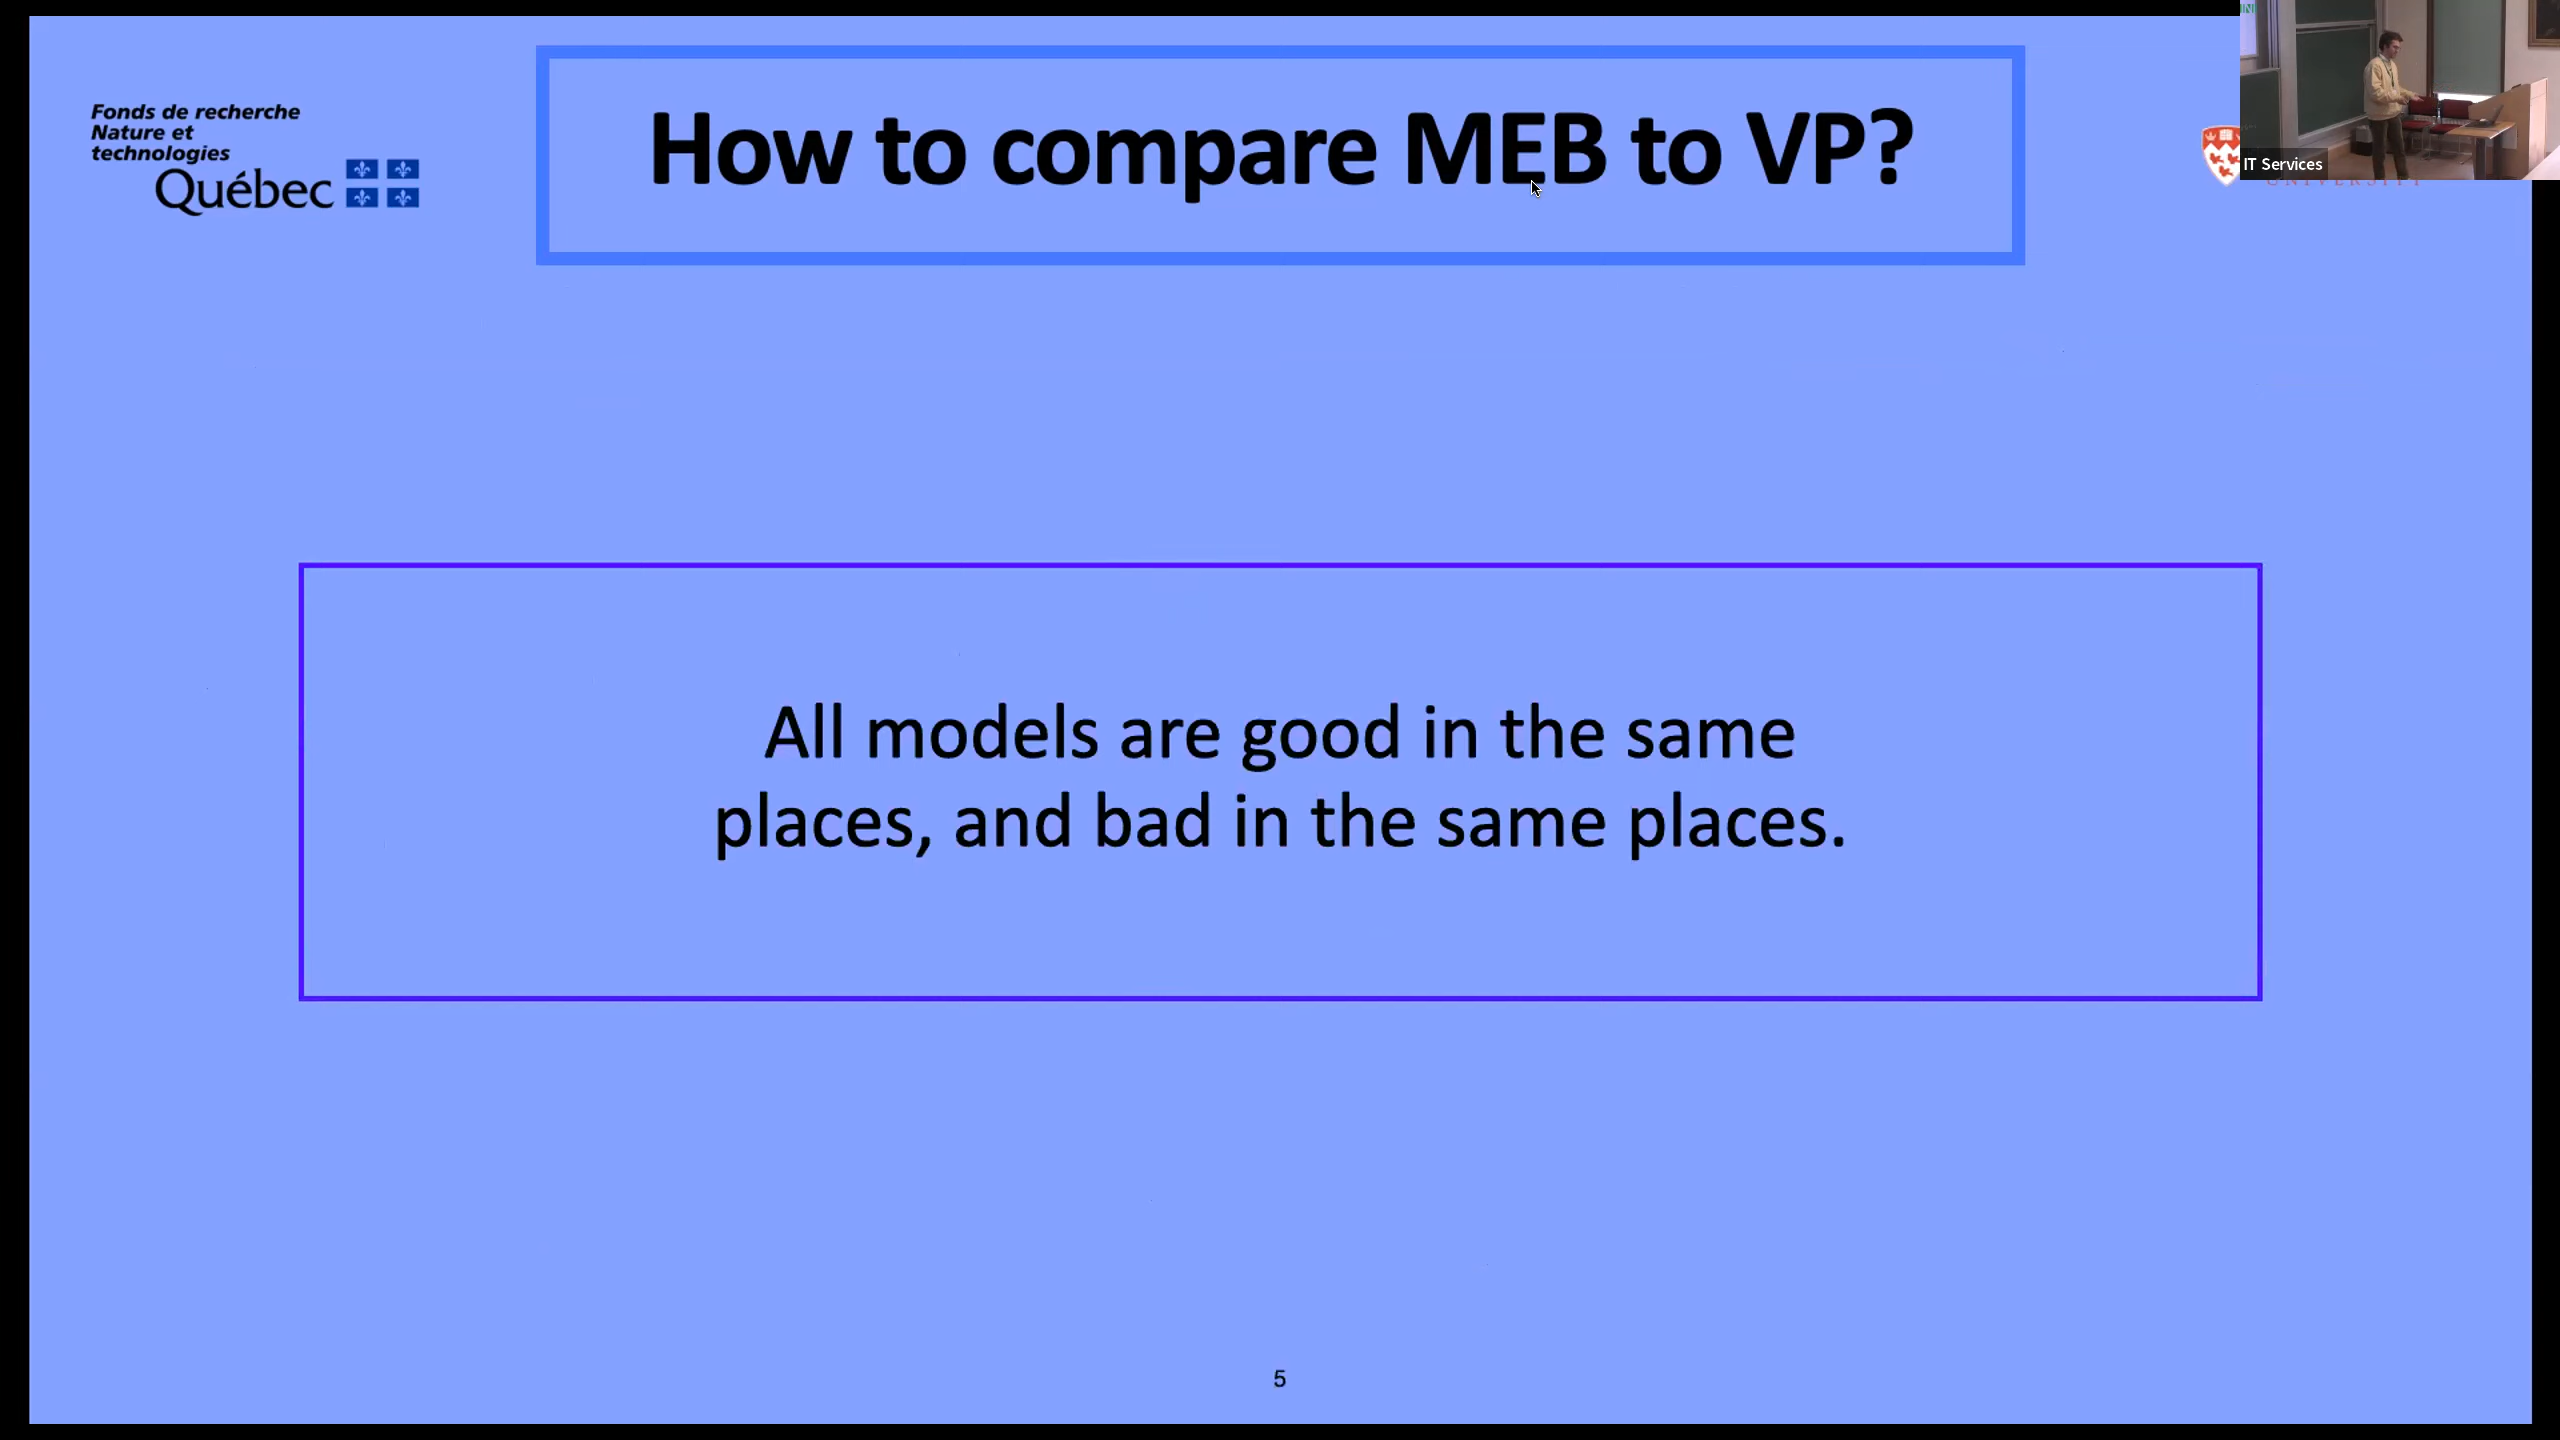 How to compare MEB to VP?
Fonds de recherche
Nature et
technologies
Québec
IT Services
All models are good in the same
places, and bad in the same places.
5